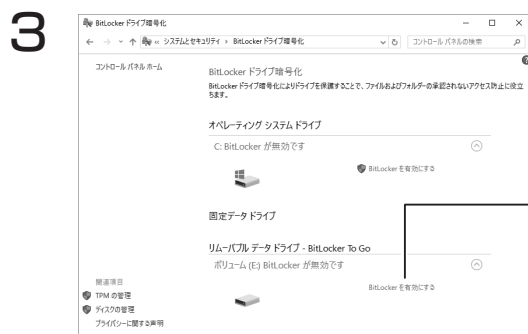 3
BitLocker ドライブ暗号化
« システムとセキュリティ › BitLocker ドライブ暗号化
コントロール パネルの検索
コントロール パネル ホーム
BitLocker ドライブ暗号化
BitLocker ドライブ暗号化によりドライブを保護することで、ファイルおよびフォルダーの承認されないアクセス防止に役立
ちます。
オペレーティング システム ドライブ
C: BitLocker が無効です
BitLocker を有効にする
固定データ ドライブ
リムーバブル データ ドライブ - BitLocker To Go
ボリューム (E:) BitLocker が無効です
BitLocker を有効にする
関連項目
TPM の管理
ディスクの管理
プライバシーに関する声明